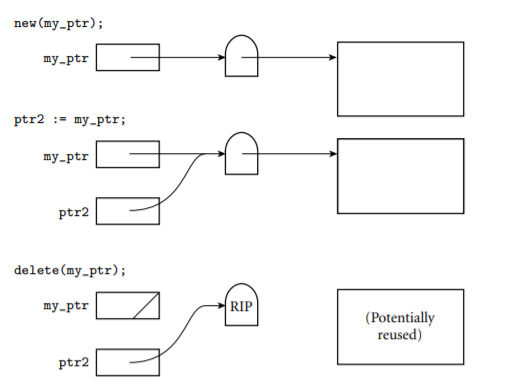 new(my_ptr);
my_ptr
ptr2 := my_ptr;
my_ptr
ptr2
delete(my_ptr);
my_ptr
RIP
(Potentially
reused)
ptr2